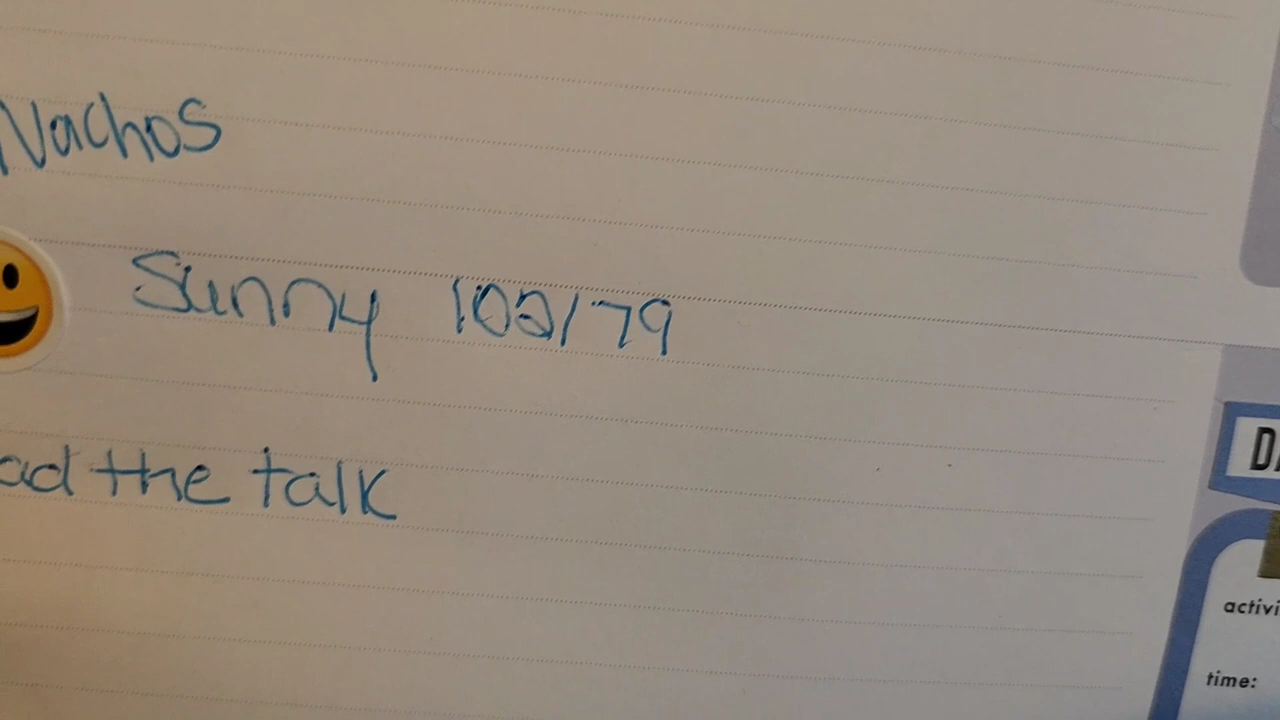 Nachos
Sunny 102/79
ad the talk
DA
activi
time: